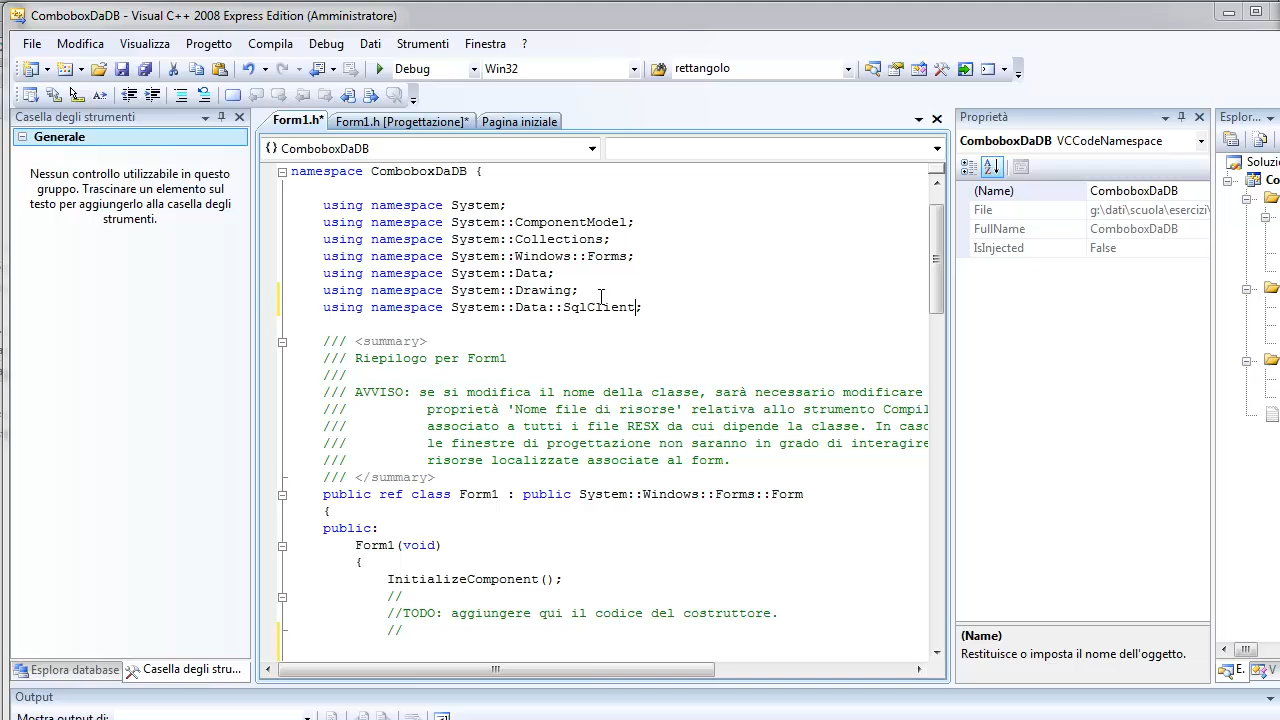 ComboboxDaDB - Visual C++ 2008 Express Edition (Amministratore)
File Modifica Visualizza Progetto Compila Debug Dati Strumenti Finestra ?
Debug Win32 rettangolo
Casella degli strumenti
Generale
Nessun controllo utilizzabile in questo
gruppo. Trascinare un elemento sul
testo per aggiungerlo alla casella degli
strumenti.
Esplora database Casella degli stru...
Form1.h* Form1.h [Progettazione]* Pagina iniziale
{} ComboboxDaDB
namespace ComboboxDaDB {
using namespace System;
using namespace System::ComponentModel;
using namespace System::Collections;
using namespace System::Windows::Forms;
using namespace System::Data;
using namespace System::Drawing;
using namespace System::Data::SqlClient;
/// <summary>
/// Riepilogo per Form1
///
/// AVVISO: se si modifica il nome della classe, sarà necessario modificare
/// proprietà 'Nome file di risorse' relativa allo strumento Compil
/// associato a tutti i file RESX da cui dipende la classe. In caso
/// le finestre di progettazione non saranno in grado di interagire
/// risorse localizzate associate al form.
/// </summary>
public ref class Form1 : public System::Windows::Forms::Form
{
public:
Form1(void)
{
InitializeComponent();
//
//TODO: aggiungere qui il codice del costruttore.
//
Proprietà
ComboboxDaDB VCCodeNamespace
(Name) ComboboxDaDB
File g:\dati\scuola\esercizi\
FullName ComboboxDaDB
IsInjected False
(Name)
Restituisce o imposta il nome dell'oggetto.
Explor...
Soluzio
Co
E. V
Output
Mostra output di: